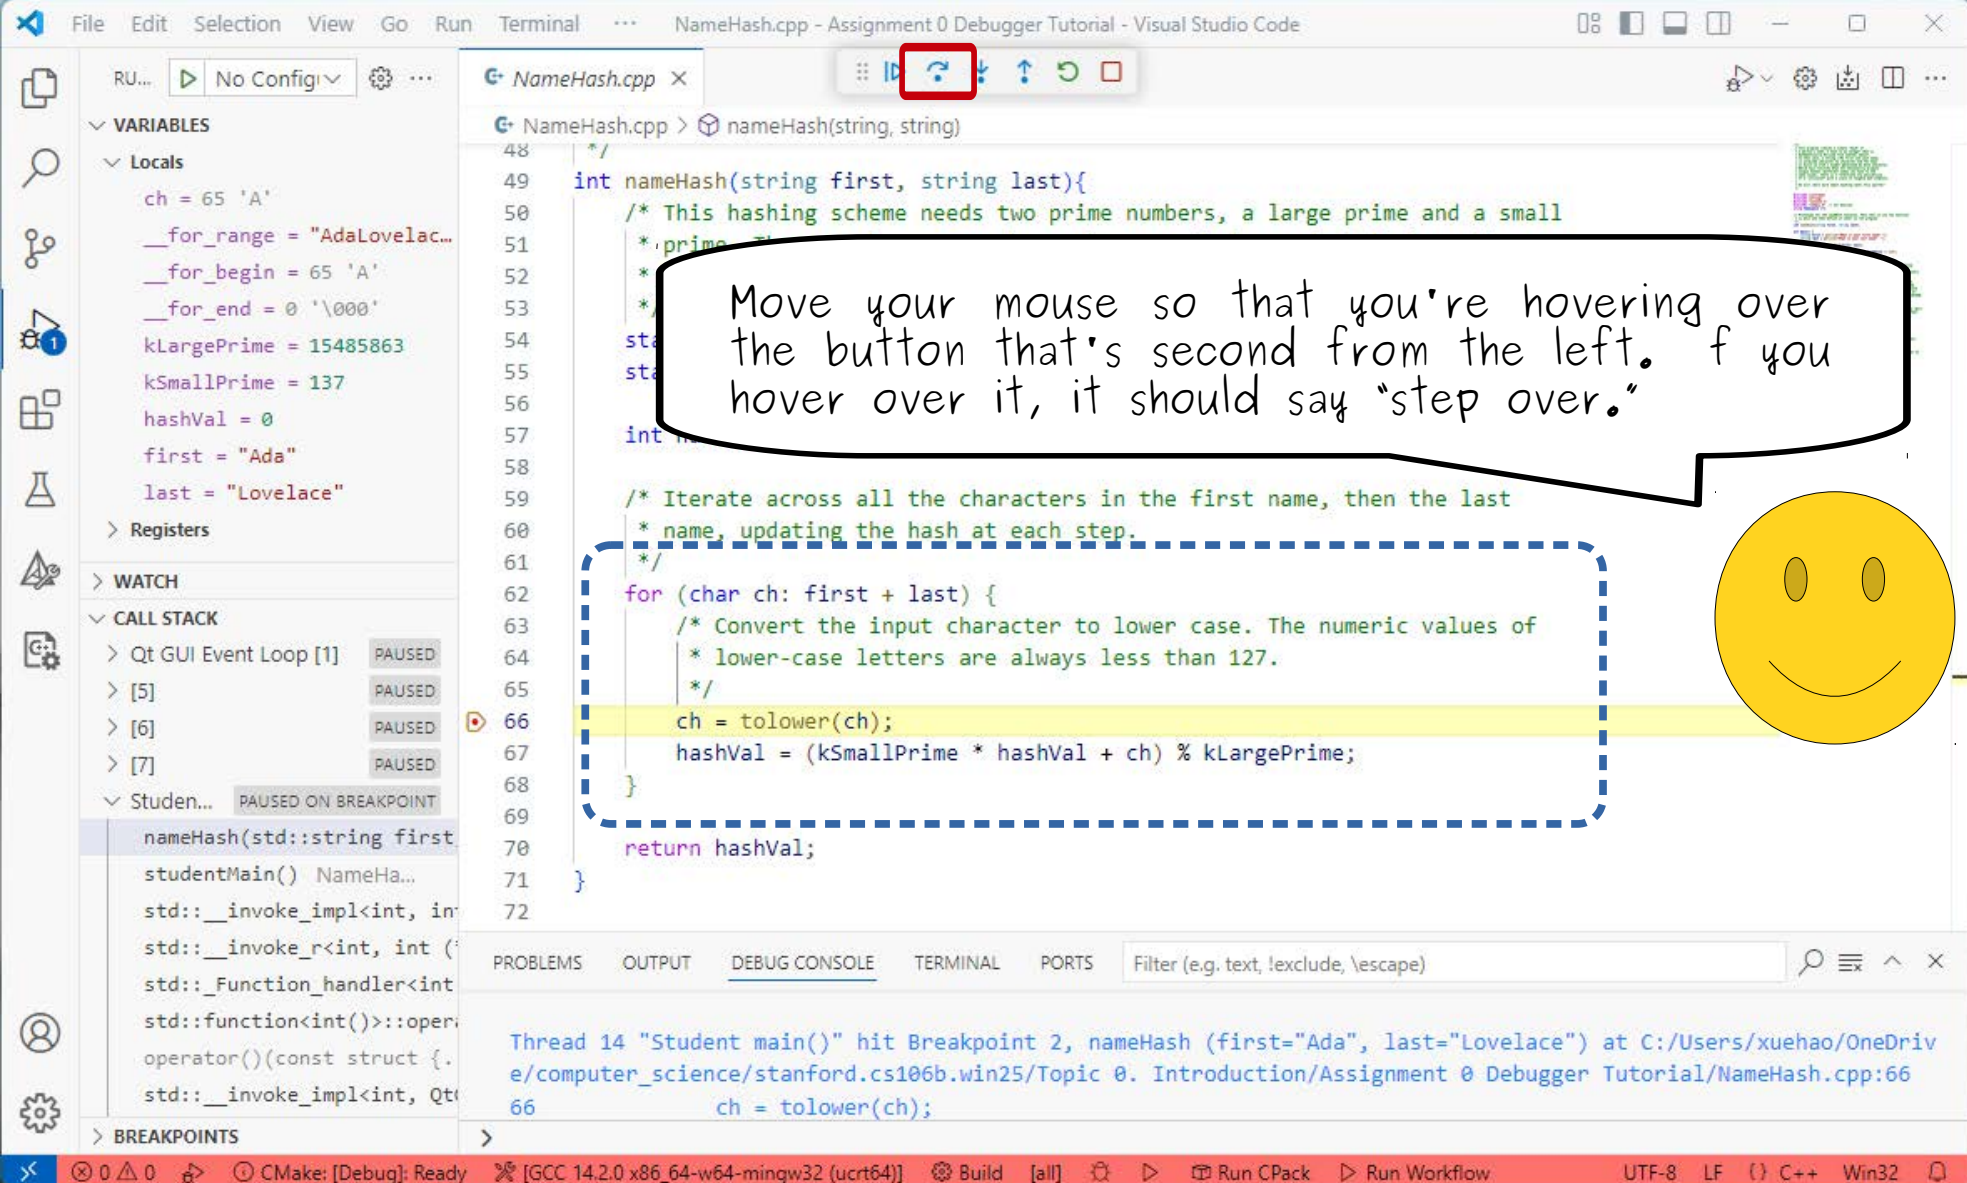 File Edit Selection View Go Run Terminal ··· NameHash.cpp - Assignment 0 Debugger Tutorial - Visual Studio Code
RU... No Config ···
NameHash.cpp
VARIABLES
Locals
ch = 65 'A'
__for_range = "AdaLovelac…
__for_begin = 65 'A'
__for_end = 0 '\000'
kLargePrime = 15485863
kSmallPrime = 137
hashVal = 0
first = "Ada"
last = "Lovelace"
Registers
WATCH
CALL STACK
Qt GUI Event Loop [1] PAUSED
[5] PAUSED
[6] PAUSED
[7] PAUSED
Studen... PAUSED ON BREAKPOINT
nameHash(std::string first
studentMain() NameHa...
std::__invoke_impl<int, in
std::__invoke_r<int, int (
std::_Function_handler<int
std::function<int()>::oper
operator()(const struct {.
std::__invoke_impl<int, Qt
BREAKPOINTS
NameHash.cpp > nameHash(string, string)
48 */
49 int nameHash(string first, string last){
50 /* This hashing scheme needs two prime numbers, a large prime and a small
51 * prime.
52 *
53 *
54
55
56
57 int
58
59 /* Iterate across all the characters in the first name, then the last
60 * name, updating the hash at each step.
61 */
62 for (char ch: first + last) {
63 /* Convert the input character to lower case. The numeric values of
64 * lower-case letters are always less than 127.
65 */
66 ch = tolower(ch);
67 hashVal = (kSmallPrime * hashVal + ch) % kLargePrime;
68 }
69
70 return hashVal;
71 }
72
Move your mouse so that you're hovering over
the button that's second from the left. f you
hover over it, it should say "step over."
PROBLEMS OUTPUT DEBUG CONSOLE TERMINAL PORTS Filter (e.g. text, !exclude, \escape)
Thread 14 "Student main()" hit Breakpoint 2, nameHash (first="Ada", last="Lovelace") at C:/Users/xuehao/OneDriv
e/computer_science/stanford.cs106b.win25/Topic 0. Introduction/Assignment 0 Debugger Tutorial/NameHash.cpp:66
66 ch = tolower(ch);
>
0 0 CMake: [Debug]: Ready [GCC 14.2.0 x86_64-w64-mingw32 (ucrt64)] Build [all] Run CPack Run Workflow UTF-8 LF {} C++ Win32